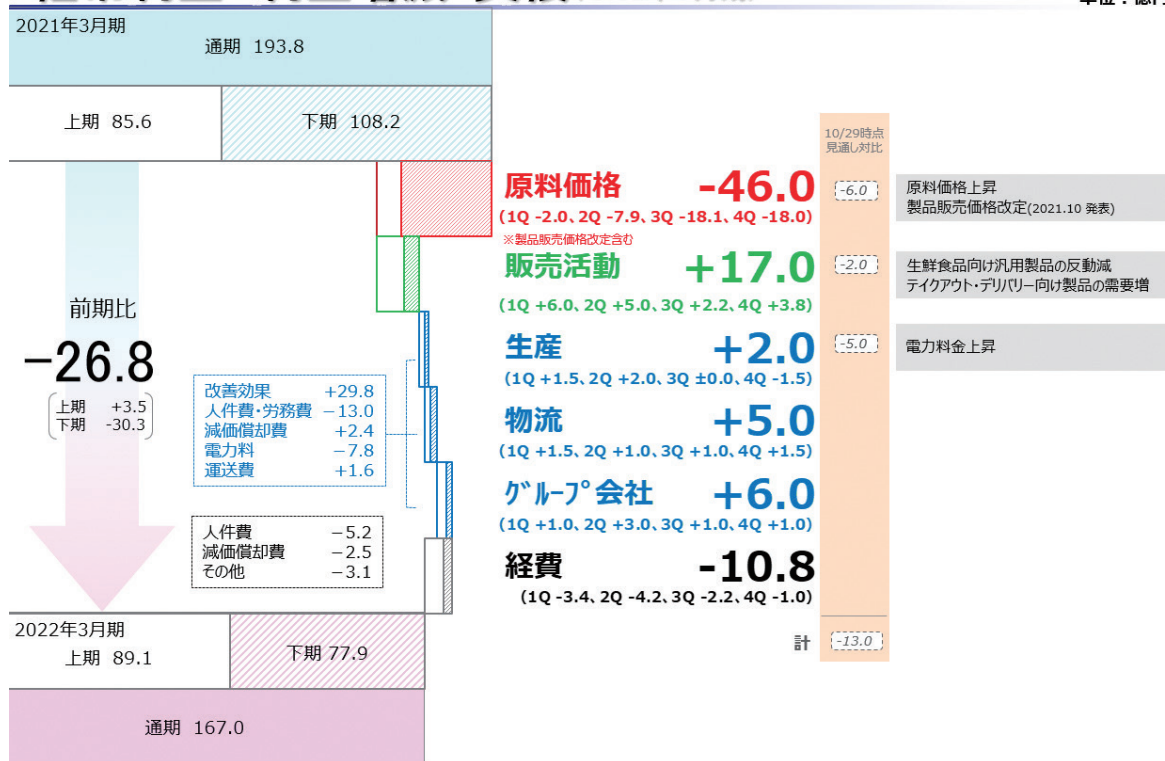 2021年3月期
通期 193.8
上期 85.6
下期 108.2
10/29時点
見通し対比
原料価格 -46.0
(1Q -2.0、2Q -7.9、3Q -18.1、4Q -18.0)
※製品販売価格改定含む
-6.0
原料価格上昇
製品販売価格改定(2021.10 発表)
販売活動 +17.0
(1Q +6.0、2Q +5.0、3Q +2.2、4Q +3.8)
-2.0
生鮮食品向け汎用製品の反動減
テイクアウト・デリバリー向け製品の需要増
前期比
-26.8
上期 +3.5
下期 -30.3
生産 +2.0
(1Q +1.5、2Q +2.0、3Q ±0.0、4Q -1.5)
-5.0
電力料金上昇
改善効果 +29.8
人件費・労務費 −13.0
減価償却費 +2.4
電力料 −7.8
運送費 +1.6
物流 +5.0
(1Q +1.5、2Q +1.0、3Q +1.0、4Q +1.5)
グループ会社 +6.0
(1Q +1.0、2Q +3.0、3Q +1.0、4Q +1.0)
人件費 −5.2
減価償却費 −2.5
その他 −3.1
経費 -10.8
(1Q -3.4、2Q -4.2、3Q -2.2、4Q -1.0)
計 -13.0
2022年3月期
上期 89.1
下期 77.9
通期 167.0